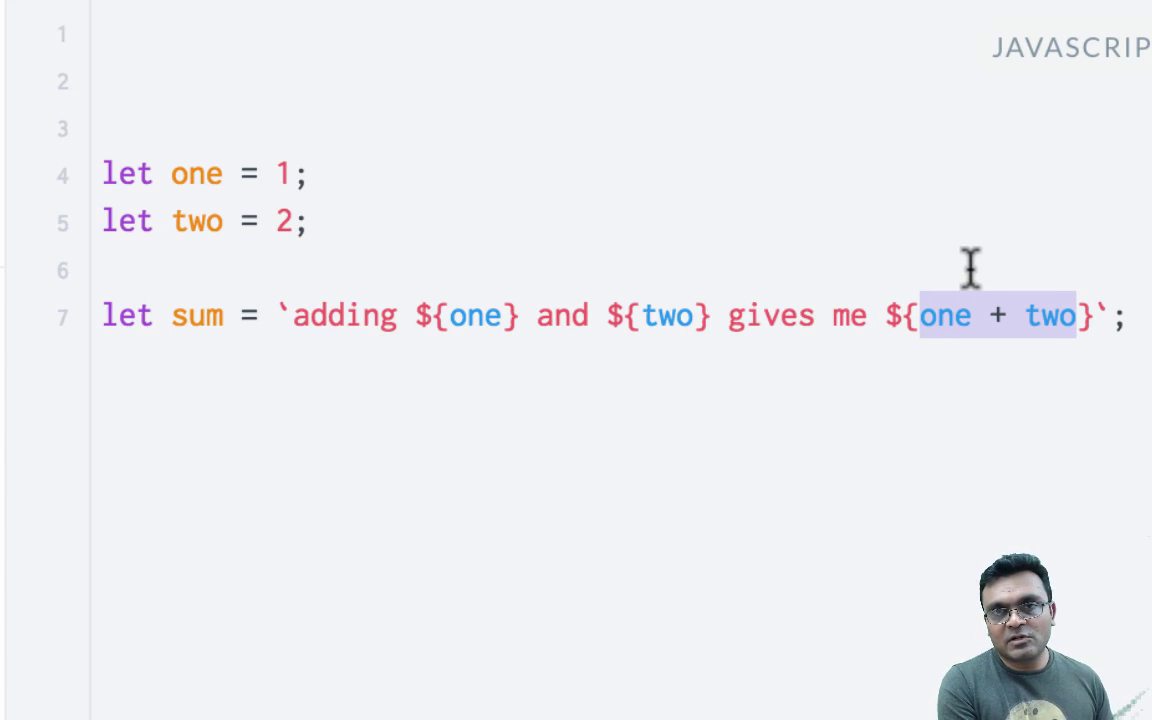 JAVASCRIP
1
2
3
4 let one = 1;
5 let two = 2;
6
7 let sum = `adding ${one} and ${two} gives me ${one + two}`;